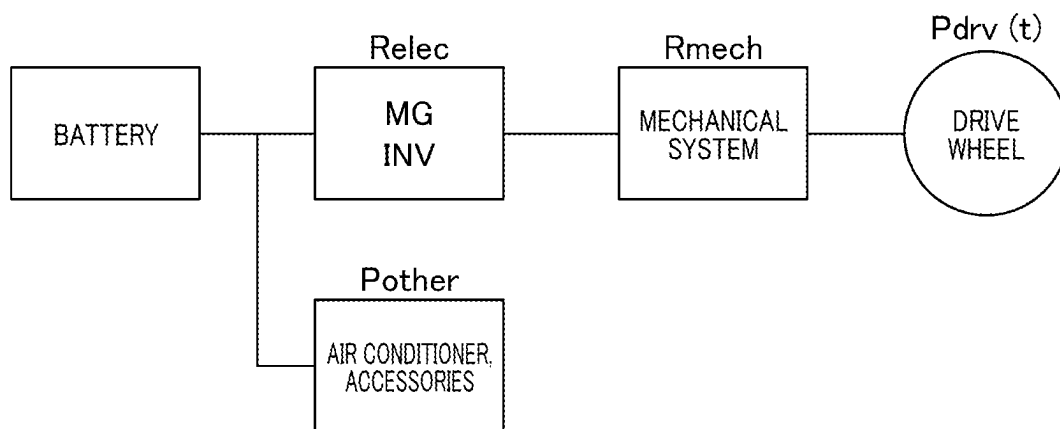 Pdrv (t)
Relec
Rmech
BATTERY
MG
INV
MECHANICAL
SYSTEM
DRIVE
WHEEL
Pother
AIR CONDITIONER,
ACCESSORIES